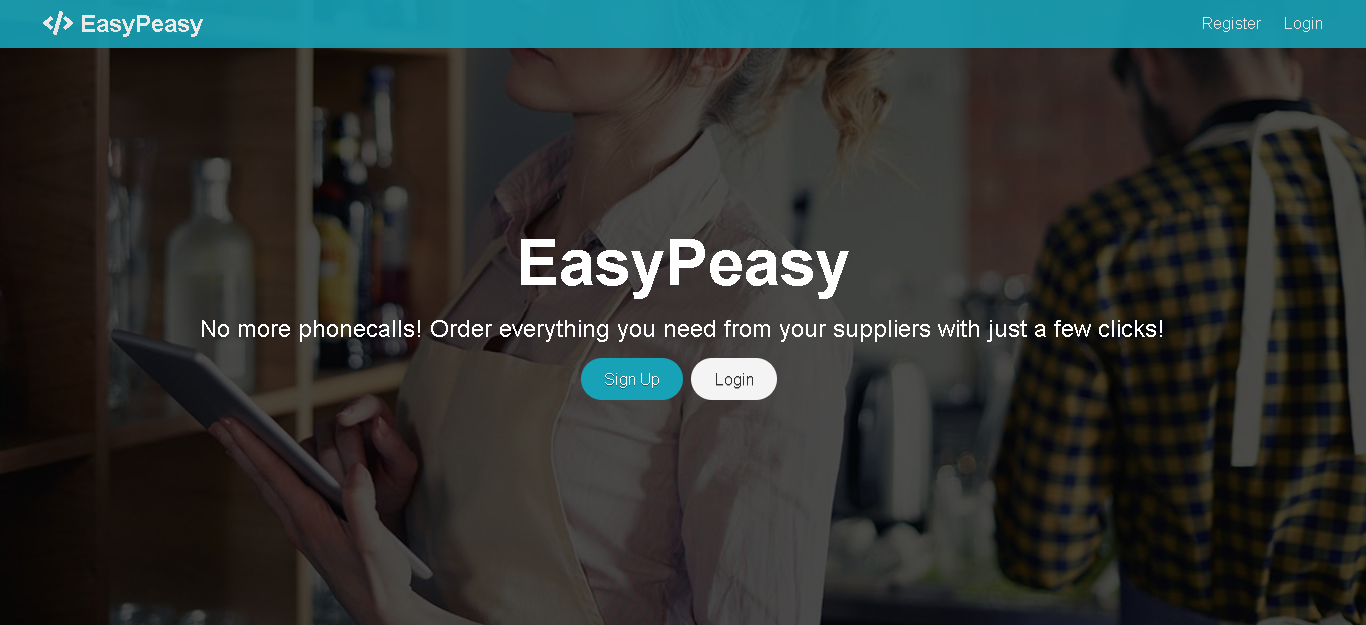 </> EasyPeasy
Register Login
EasyPeasy
No more phonecalls! Order everything you need from your suppliers with just a few clicks!
Sign Up Login